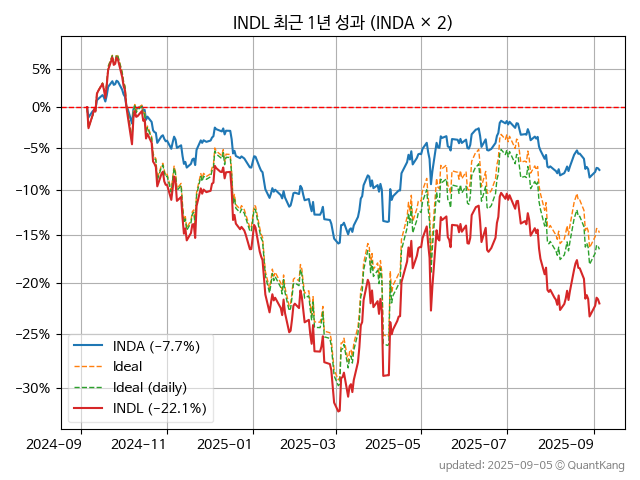 INDL 최근 1년 성과 (INDA × 2)
5%
0%
−5%
−10%
−15%
−20%
−25%
−30%
INDA (−7.7%)
Ideal
Ideal (daily)
INDL (−22.1%)
2024-09 2024-11 2025-01 2025-03 2025-05 2025-07 2025-09
updated: 2025-09-05 © QuantKang